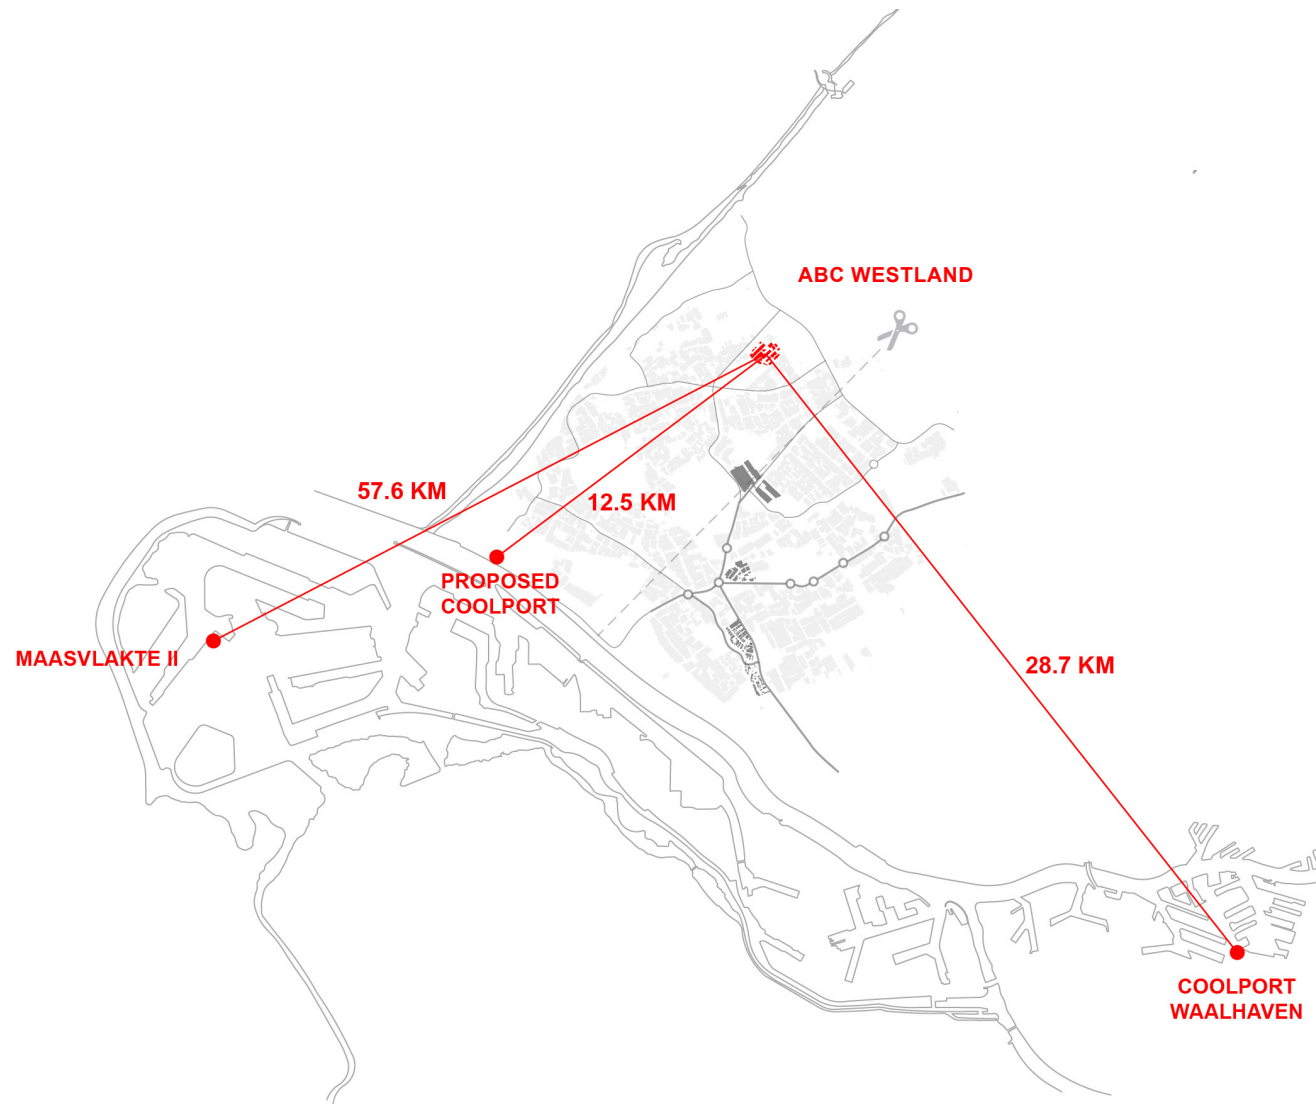 ABC WESTLAND
57.6 KM
12.5 KM
PROPOSED
COOLPORT
MAASVLAKTE II
28.7 KM
COOLPORT
WAALHAVEN